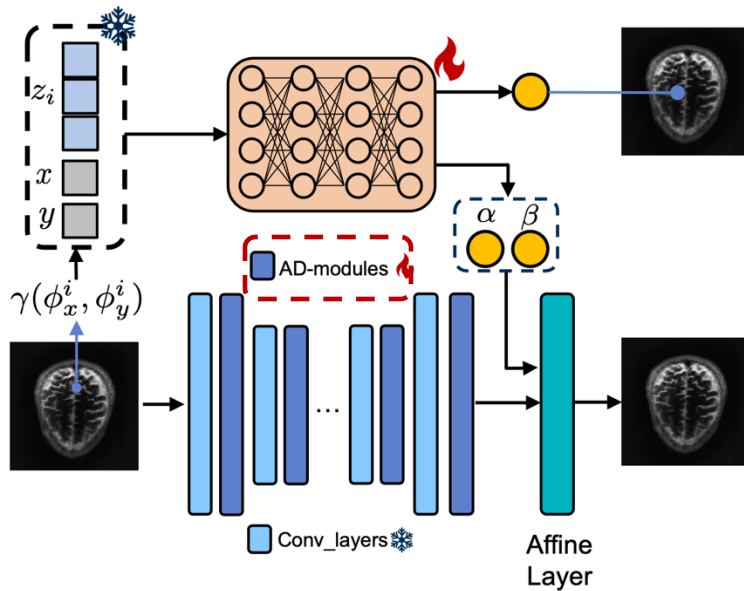 z_i
x
y
α β
AD-modules
γ(ϕ_x^i, ϕ_y^i)
...
Conv_layers
Affine
Layer